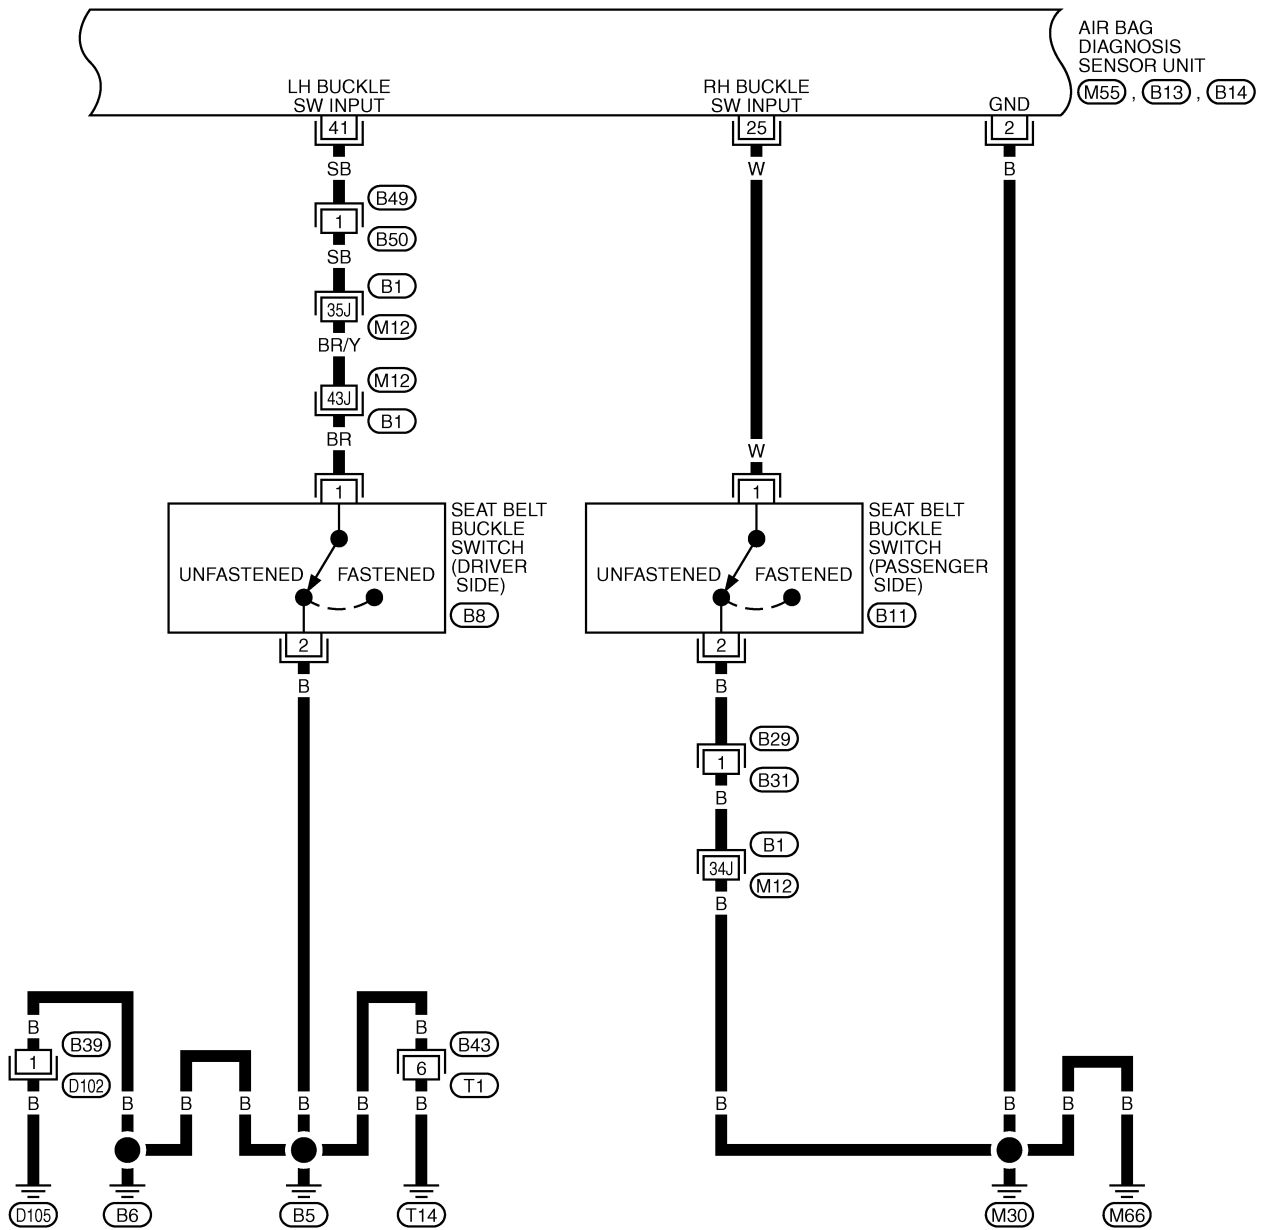 AIR BAG
DIAGNOSIS
SENSOR UNIT
M55 , B13 , B14
LH BUCKLE
SW INPUT
RH BUCKLE
SW INPUT
GND
41
25
2
SB
W
B
B49
1
B50
SB
B1
35J
M12
BR/Y
M12
43J
B1
BR
W
1
1
SEAT BELT
BUCKLE
SWITCH
(DRIVER
SIDE)
B8
UNFASTENED
FASTENED
SEAT BELT
BUCKLE
SWITCH
(PASSENGER
SIDE)
B11
UNFASTENED
FASTENED
2
2
B
B
B29
1
B31
B
B1
34J
M12
B
B
B
B39
1
D102
B43
6
T1
B B B B B B B B B B B
D105 B6 B5 T14 M30 M66